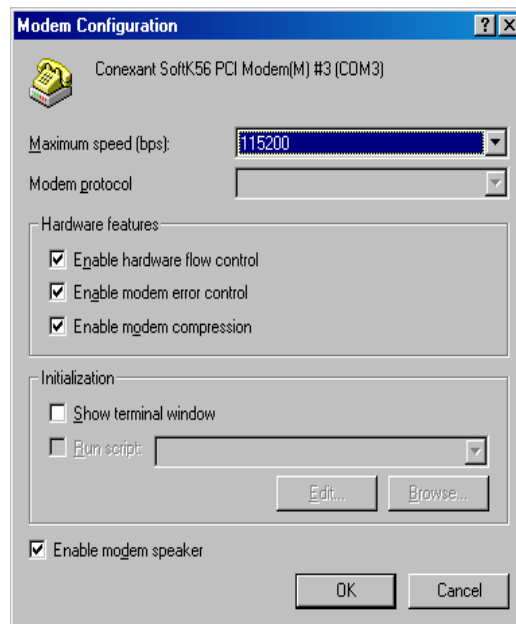 Modem Configuration
Conexant SoftK56 PCI Modem(M) #3 (COM3)
Maximum speed (bps): 115200
Modem protocol
Hardware features
Enable hardware flow control
Enable modem error control
Enable modem compression
Initialization
Show terminal window
Run script:
Edit... Browse...
Enable modem speaker
OK Cancel